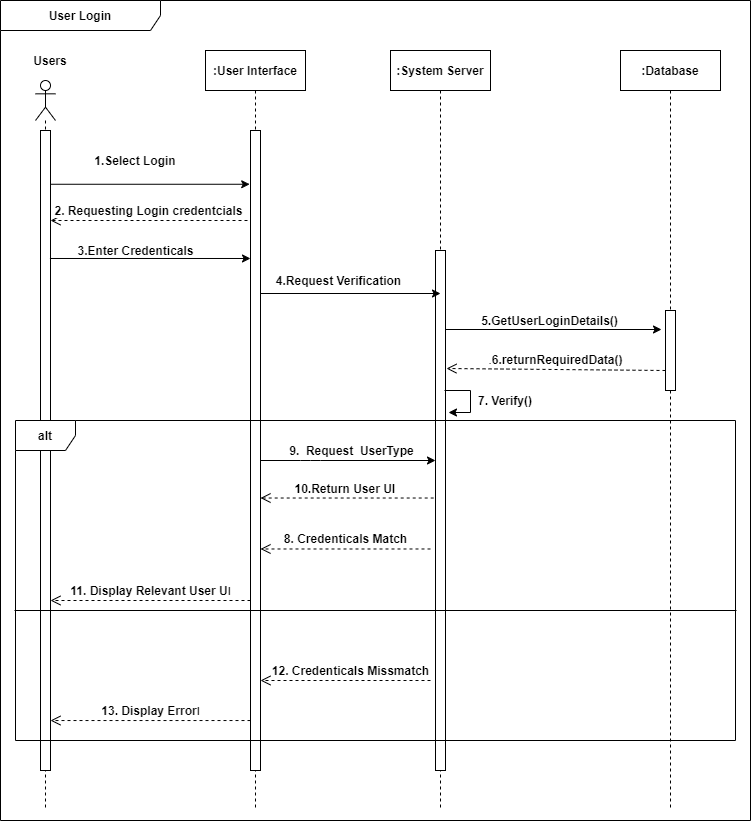 User Login
Users
:User Interface
:System Server
:Database
1.Select Login
2. Requesting Login credentcials
3.Enter Credenticals
4.Request Verification
5.GetUserLoginDetails()
.6.returnRequiredData()
7. Verify()
alt
9. Request UserType
10.Return User UI
8. Credenticals Match
11. Display Relevant User UI
12. Credenticals Missmatch
13. Display Errorl